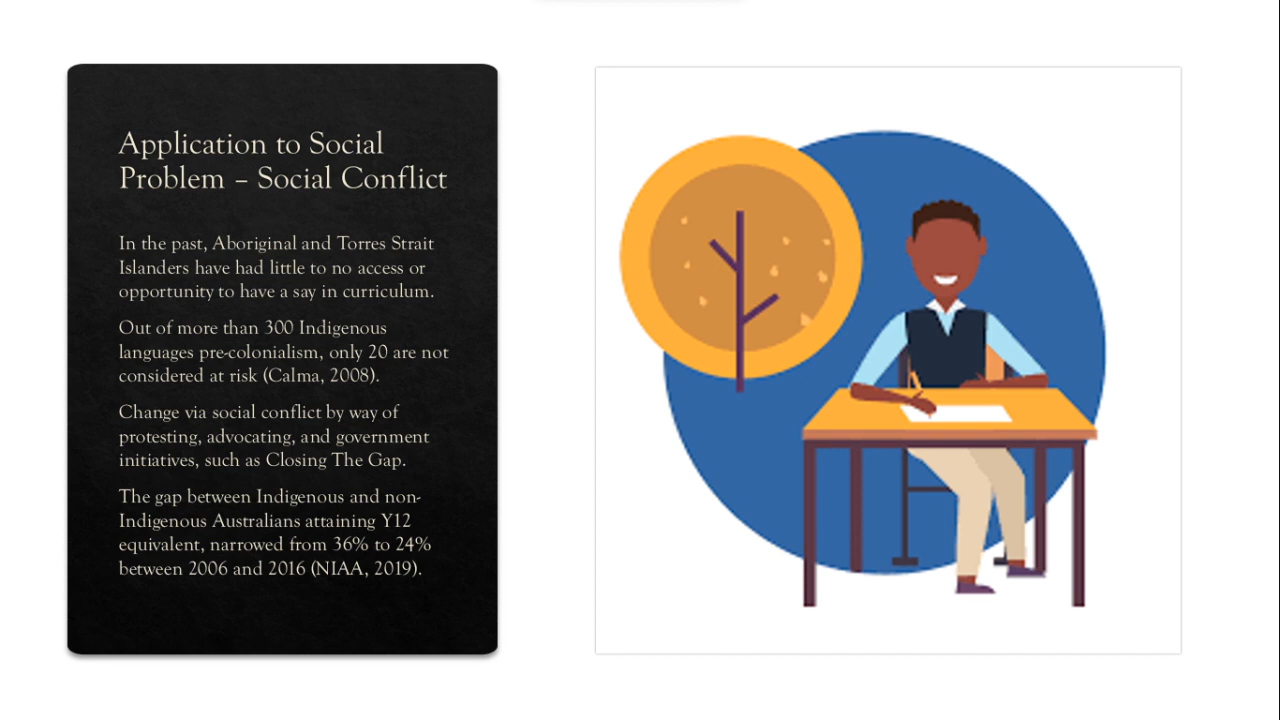 Application to Social
Problem – Social Conflict
In the past, Aboriginal and Torres Strait
Islanders have had little to no access or
opportunity to have a say in curriculum.
Out of more than 300 Indigenous
languages pre-colonialism, only 20 are not
considered at risk (Calma, 2008).
Change via social conflict by way of
protesting, advocating, and government
initiatives, such as Closing The Gap.
The gap between Indigenous and non-
Indigenous Australians attaining Y12
equivalent, narrowed from 36% to 24%
between 2006 and 2016 (NIAA, 2019).